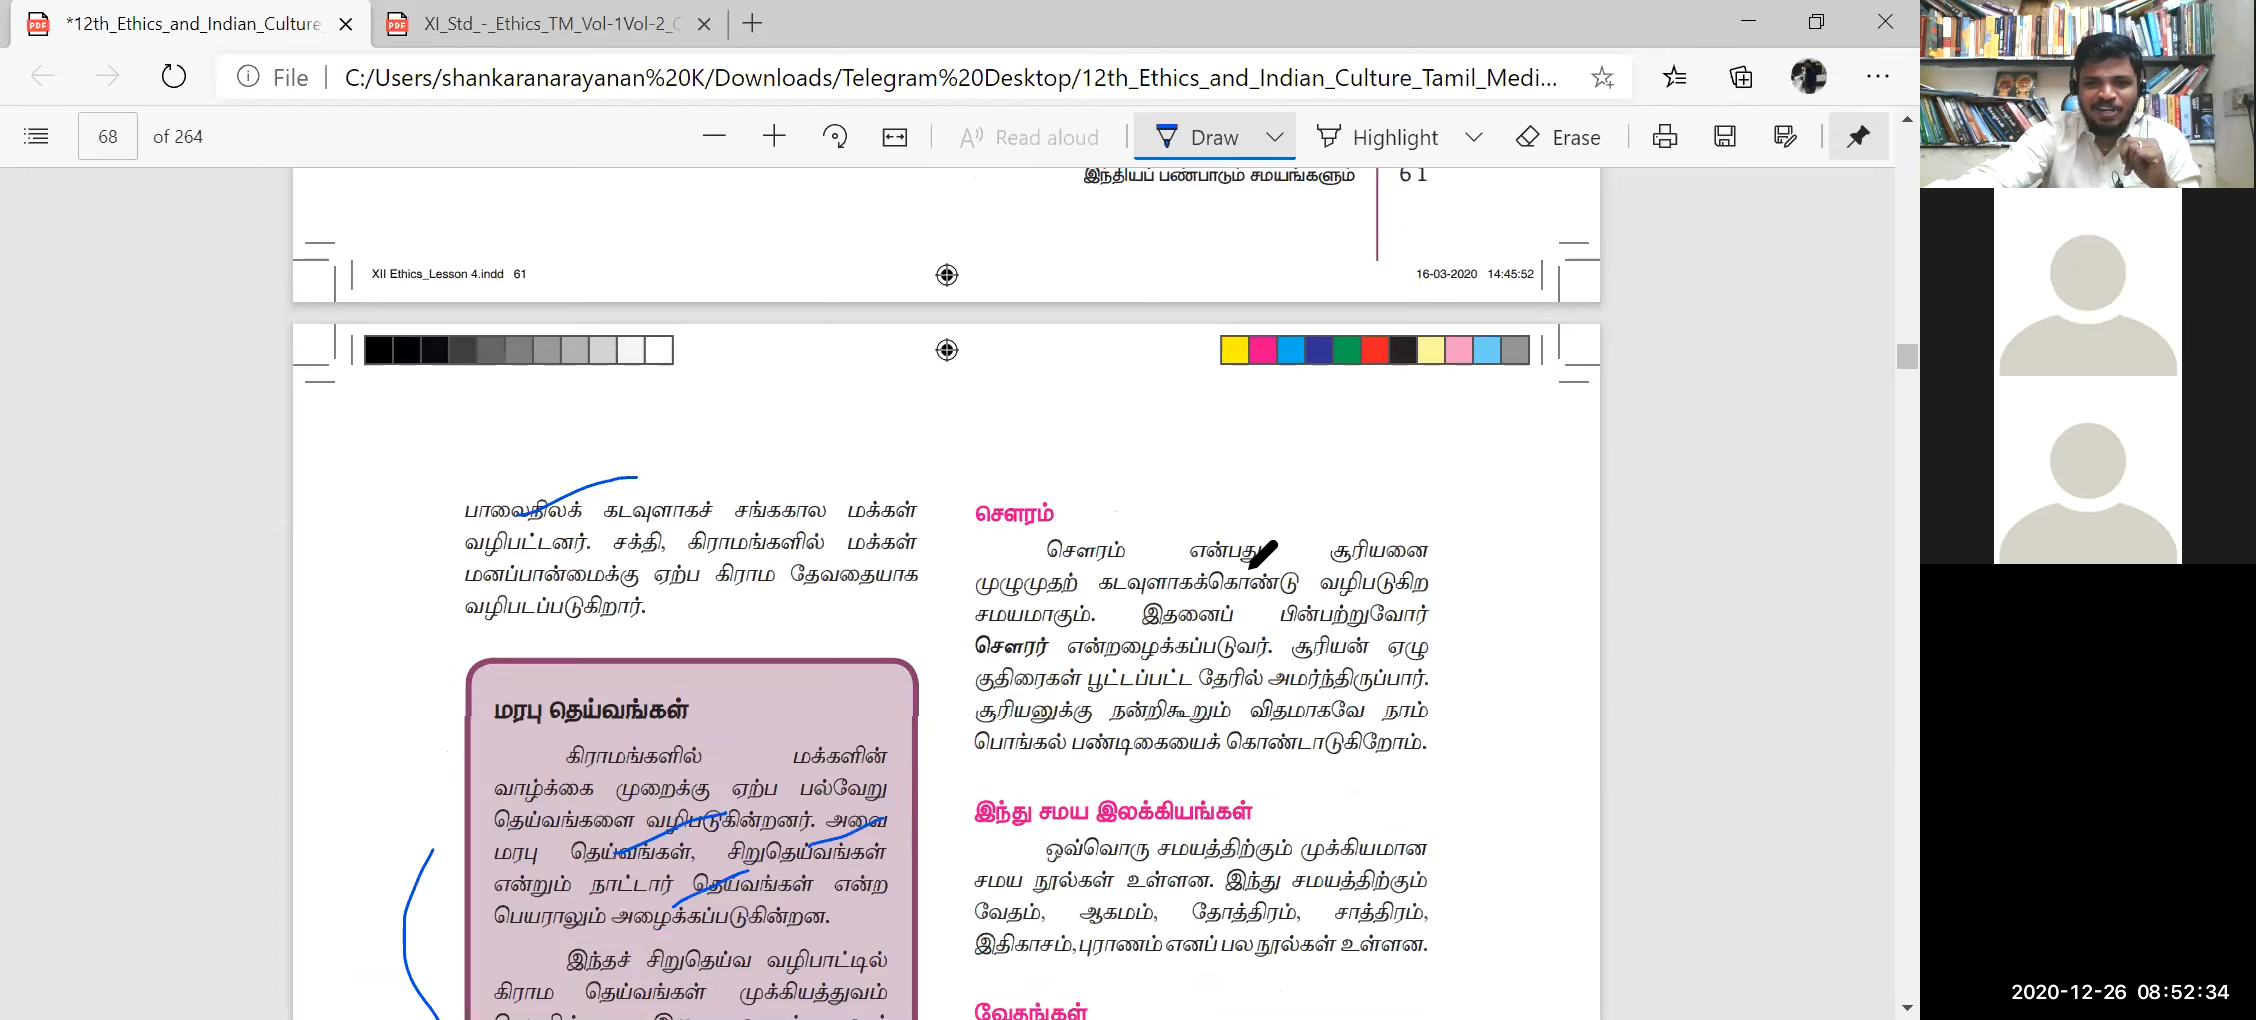 *12th_Ethics_and_Indian_Culture
XI_Std_-_Ethics_TM_Vol-1Vol-2_C
File
C:/Users/shankaranarayanan%20K/Downloads/Telegram%20Desktop/12th_Ethics_and_Indian_Culture_Tamil_Medi...
68 of 264
Read aloud
Draw
Highlight
Erase
இந்தியப் பண்பாடும் சமயங்களும் 61
XII Ethics_Lesson 4.indd 61
16-03-2020 14:45:52
பாலைநிலக் கடவுளாகச் சங்ககால மக்கள்
வழிபட்டனர். சக்தி, கிராமங்களில் மக்கள்
மனப்பான்மைக்கு ஏற்ப கிராம தேவதையாக
வழிபடப்படுகிறார்.
மரபு தெய்வங்கள்
கிராமங்களில் மக்களின்
வாழ்க்கை முறைக்கு ஏற்ப பல்வேறு
தெய்வங்களை வழிபடுகின்றனர். அவை
மரபு தெய்வங்கள், சிறுதெய்வங்கள்
என்றும் நாட்டார் தெய்வங்கள் என்ற
பெயராலும் அழைக்கப்படுகின்றன.
இந்தச் சிறுதெய்வ வழிபாட்டில்
கிராம தெய்வங்கள் முக்கியத்துவம்
சௌரம்
சௌரம் என்பது சூரியனை
முழுமுதற் கடவுளாகக்கொண்டு வழிபடுகிற
சமயமாகும். இதனைப் பின்பற்றுவோர்
சௌரர் என்றழைக்கப்படுவர். சூரியன் ஏழு
குதிரைகள் பூட்டப்பட்ட தேரில் அமர்ந்திருப்பார்.
சூரியனுக்கு நன்றிகூறும் விதமாகவே நாம்
பொங்கல் பண்டிகையைக் கொண்டாடுகிறோம்.
இந்து சமய இலக்கியங்கள்
ஒவ்வொரு சமயத்திற்கும் முக்கியமான
சமய நூல்கள் உள்ளன. இந்து சமயத்திற்கும்
வேதம், ஆகமம், தோத்திரம், சாத்திரம்,
இதிகாசம், புராணம் எனப் பல நூல்கள் உள்ளன.
வேதங்கள்
2020-12-26 08:52:34